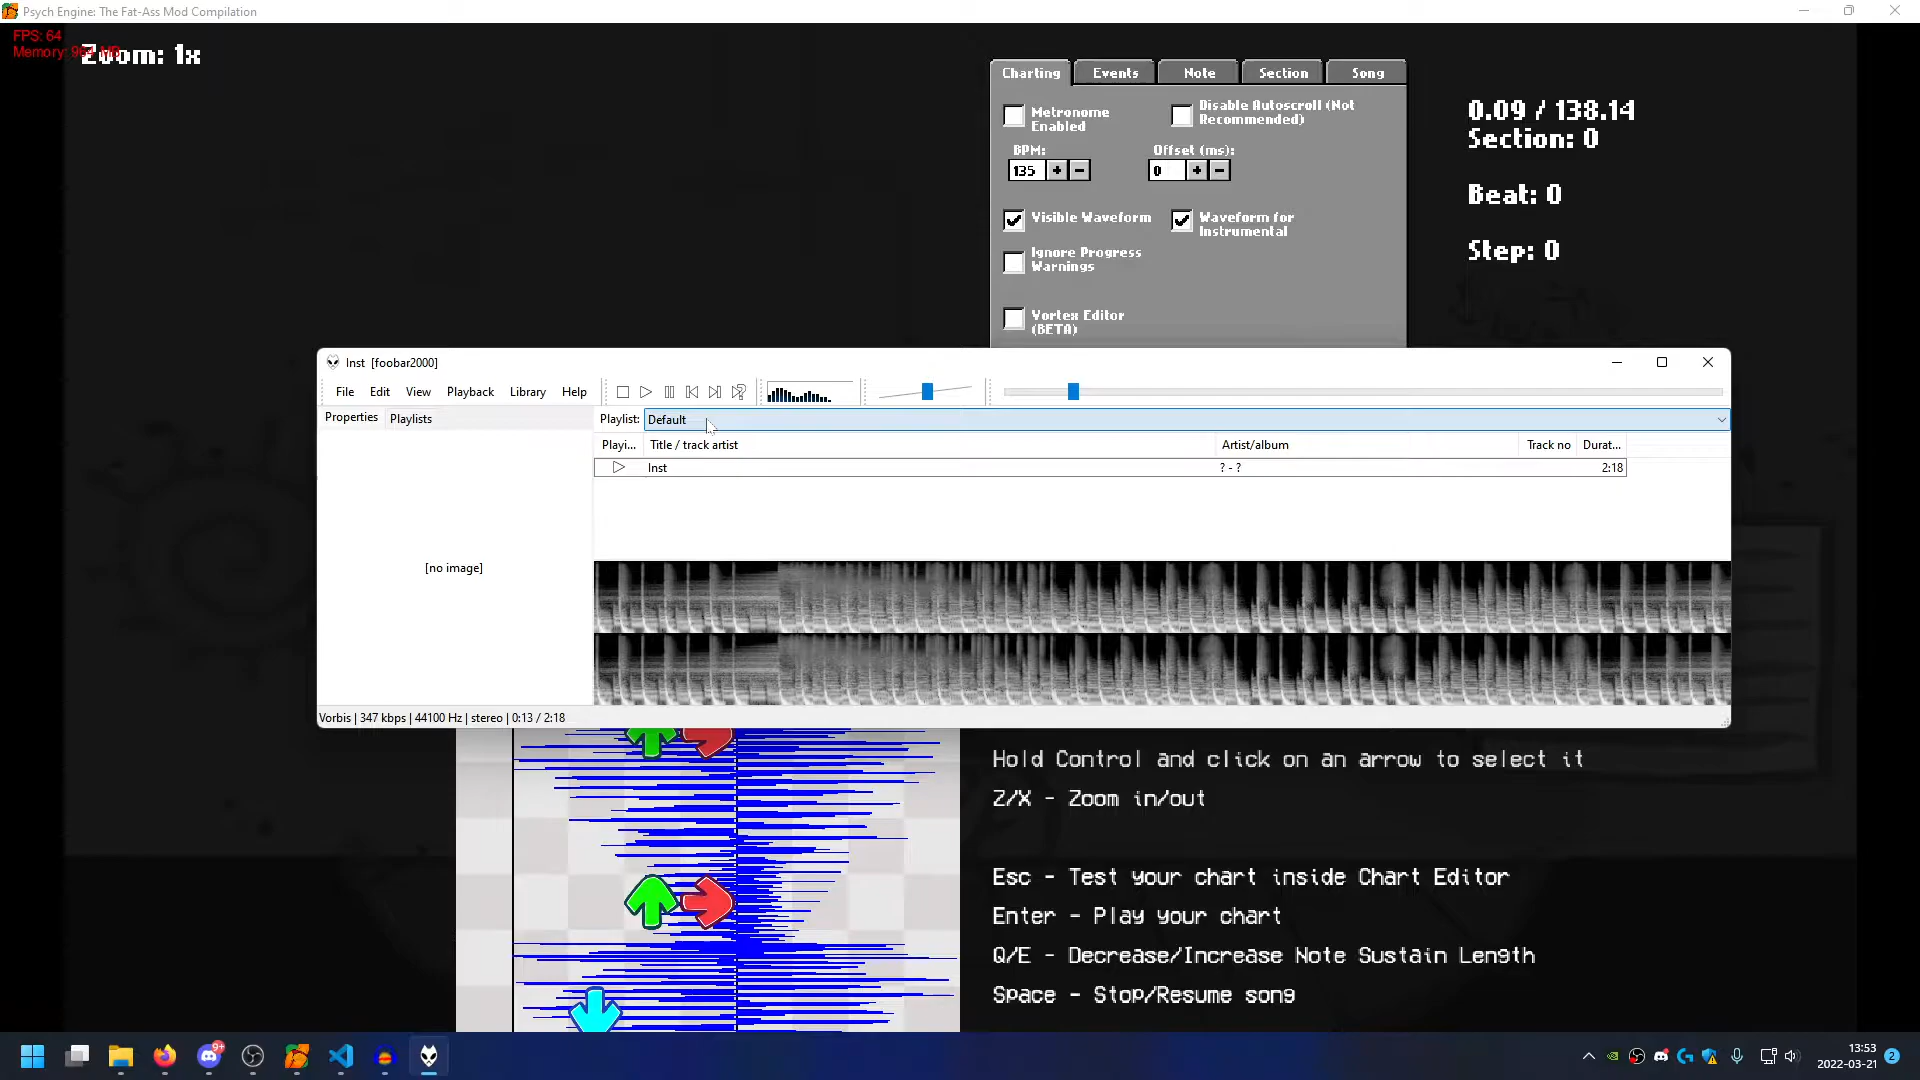 Psych Engine: The Fat-Ass Mod Compilation
FPS: 64
Memory: 9
Zoom: 1x
Charting
Events
Note
Section
Song
Metronome
Enabled
Disable Autoscroll (Not
Recommended)
BPM:
135 + -
Offset (ms):
0 + -
Visible Waveform
Waveform for
Instrumental
Ignore Progress
Warnings
Vortex Editor
(BETA)
0.09 / 138.14
Section: 0
Beat: 0
Step: 0
Inst [foobar2000]
File Edit View Playback Library Help
Properties Playlists
Playlist: Default
Playi... Title / track artist Artist/album Track no Durat...
Inst ? - ? 2:18
[no image]
Vorbis | 347 kbps | 44100 Hz | stereo | 0:13 / 2:18
Hold Control and click on an arrow to select it
Z/X - Zoom in/out
Esc - Test your chart inside Chart Editor
Enter - Play your chart
Q/E - Decrease/Increase Note Sustain Length
Space - Stop/Resume song
9+
13:53
2022-03-21
2